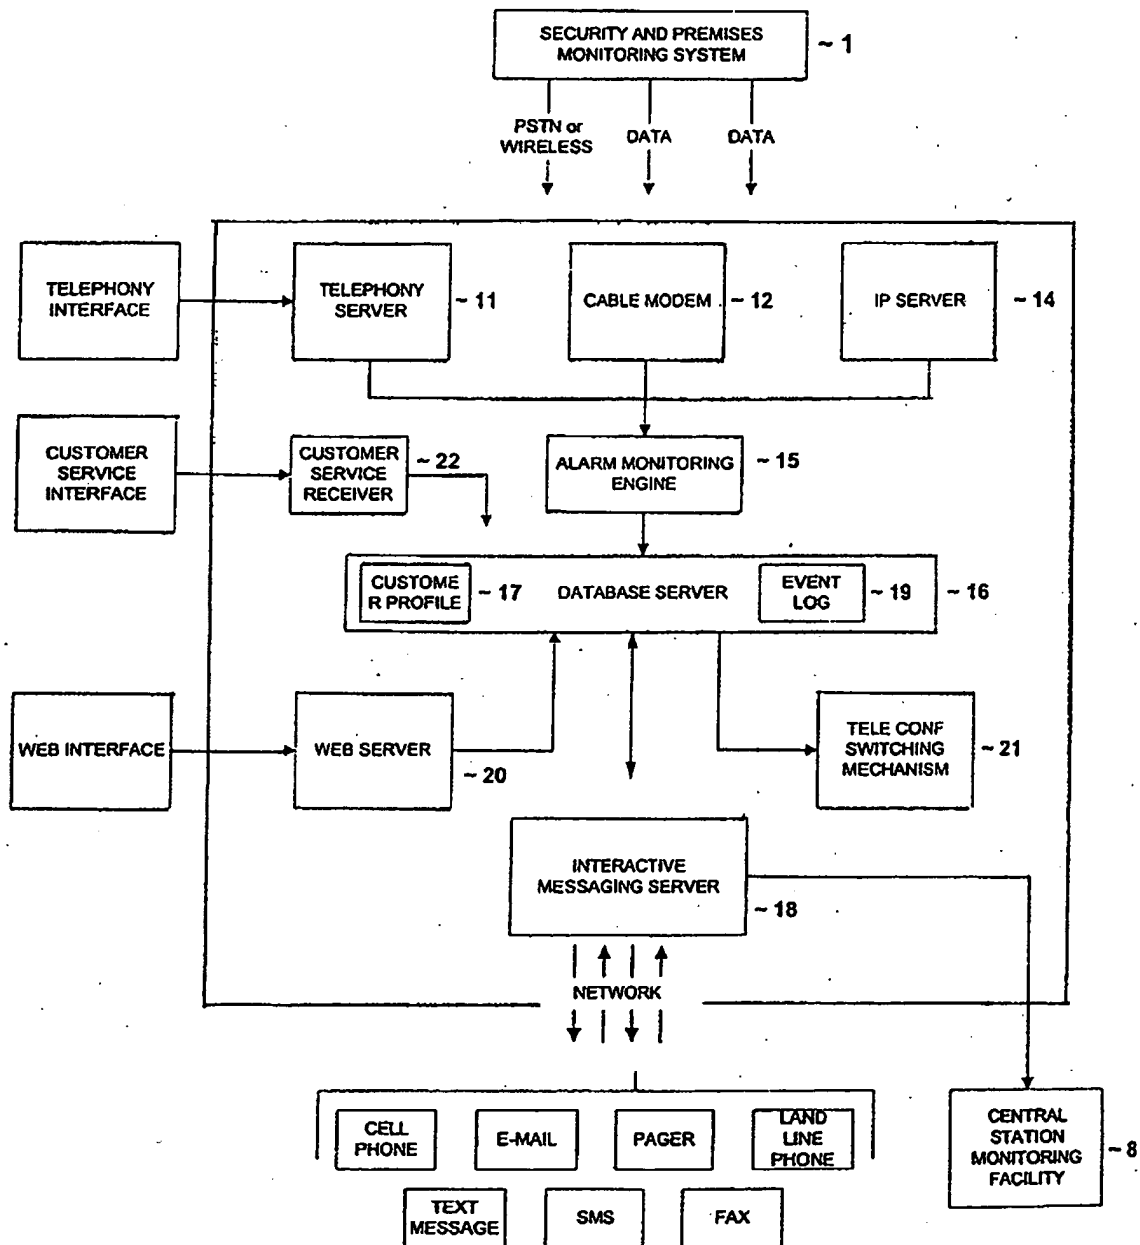 SECURITY AND PREMISES
MONITORING SYSTEM
~ 1
PSTN or
WIRELESS
DATA
DATA
TELEPHONY
INTERFACE
TELEPHONY
SERVER
~ 11
CABLE MODEM
~ 12
IP SERVER
~ 14
CUSTOMER
SERVICE
INTERFACE
CUSTOMER
SERVICE
RECEIVER
~ 22
ALARM MONITORING
ENGINE
~ 15
CUSTOME
R PROFILE
~ 17
DATABASE SERVER
EVENT
LOG
~ 19
~ 16
WEB INTERFACE
WEB SERVER
~ 20
TELE CONF
SWITCHING
MECHANISM
~ 21
INTERACTIVE
MESSAGING SERVER
~ 18
NETWORK
CELL
PHONE
E-MAIL
PAGER
LAND
LINE
PHONE
CENTRAL
STATION
MONITORING
FACILITY
~ 8
TEXT
MESSAGE
SMS
FAX